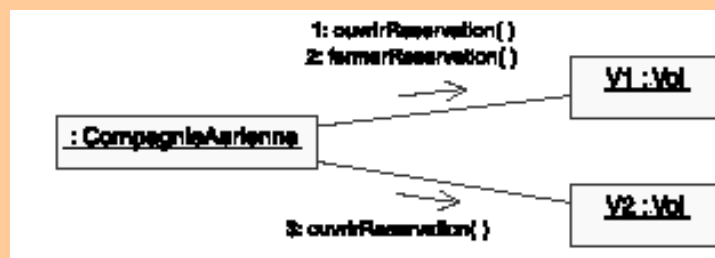 1: ouvrirReservation( )
2: fermerReservation( )
V1 : Vol
: CompagnieAerienne
V2 : Vol
3: ouvrirReservation( )